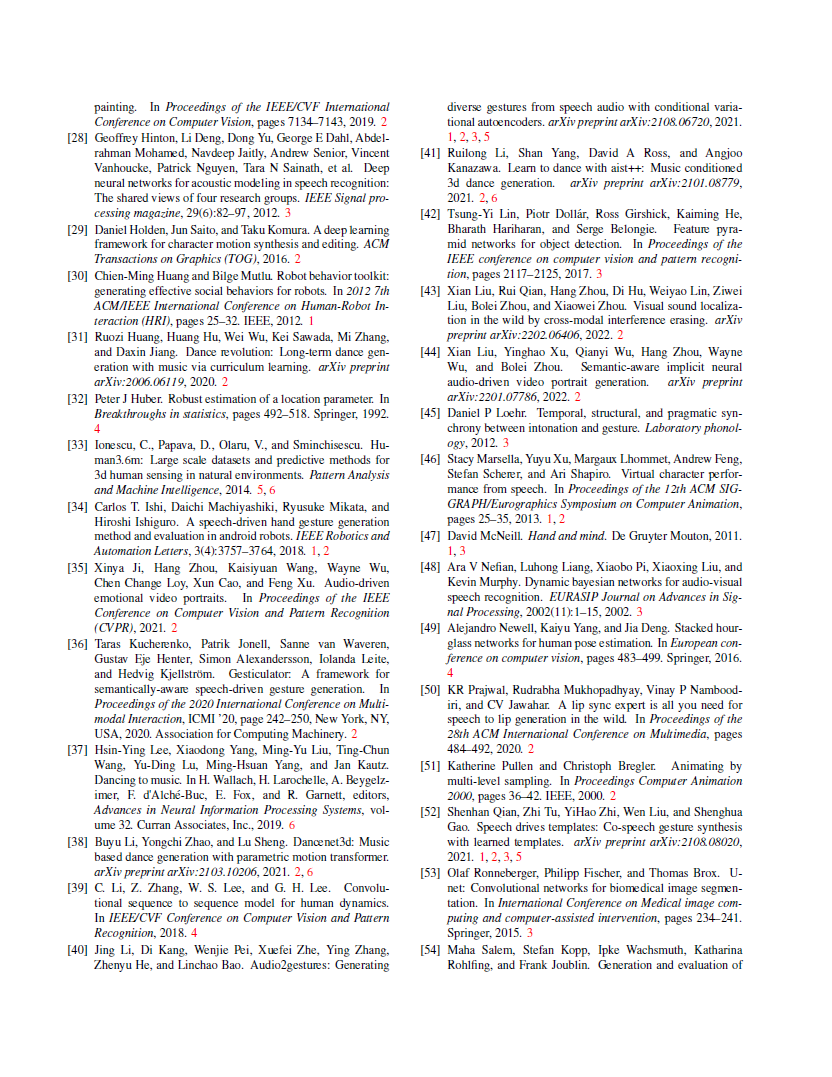 painting. In Proceedings of the IEEE/CVF International
Conference on Computer Vision, pages 7134–7143, 2019. 2
[28] Geoffrey Hinton, Li Deng, Dong Yu, George E Dahl, Abdel-
rahman Mohamed, Navdeep Jaitly, Andrew Senior, Vincent
Vanhoucke, Patrick Nguyen, Tara N Sainath, et al. Deep
neural networks for acoustic modeling in speech recognition:
The shared views of four research groups. IEEE Signal pro-
cessing magazine, 29(6):82–97, 2012. 3
[29] Daniel Holden, Jun Saito, and Taku Komura. A deep learning
framework for character motion synthesis and editing. ACM
Transactions on Graphics (TOG), 2016. 2
[30] Chien-Ming Huang and Bilge Mutlu. Robot behavior toolkit:
generating effective social behaviors for robots. In 2012 7th
ACM/IEEE International Conference on Human-Robot In-
teraction (HRI), pages 25–32. IEEE, 2012. 1
[31] Ruozi Huang, Huang Hu, Wei Wu, Kei Sawada, Mi Zhang,
and Daxin Jiang. Dance revolution: Long-term dance gen-
eration with music via curriculum learning. arXiv preprint
arXiv:2006.06119, 2020. 2
[32] Peter J Huber. Robust estimation of a location parameter. In
Breakthroughs in statistics, pages 492–518. Springer, 1992.
4
[33] Ionescu, C., Papava, D., Olaru, V., and Sminchisescu. Hu-
man3.6m: Large scale datasets and predictive methods for
3d human sensing in natural environments. Pattern Analysis
and Machine Intelligence, 2014. 5, 6
[34] Carlos T. Ishi, Daichi Machiyashiki, Ryusuke Mikata, and
Hiroshi Ishiguro. A speech-driven hand gesture generation
method and evaluation in android robots. IEEE Robotics and
Automation Letters, 3(4):3757–3764, 2018. 1, 2
[35] Xinya Ji, Hang Zhou, Kaisiyuan Wang, Wayne Wu,
Chen Change Loy, Xun Cao, and Feng Xu. Audio-driven
emotional video portraits. In Proceedings of the IEEE
Conference on Computer Vision and Pattern Recognition
(CVPR), 2021. 2
[36] Taras Kucherenko, Patrik Jonell, Sanne van Waveren,
Gustav Eje Henter, Simon Alexandersson, Iolanda Leite,
and Hedvig Kjellström. Gesticulator: A framework for
semantically-aware speech-driven gesture generation. In
Proceedings of the 2020 International Conference on Multi-
modal Interaction, ICMI ’20, page 242–250, New York, NY,
USA, 2020. Association for Computing Machinery. 2
[37] Hsin-Ying Lee, Xiaodong Yang, Ming-Yu Liu, Ting-Chun
Wang, Yu-Ding Lu, Ming-Hsuan Yang, and Jan Kautz.
Dancing to music. In H. Wallach, H. Larochelle, A. Beygelz-
imer, F. d'Alché-Buc, E. Fox, and R. Garnett, editors,
Advances in Neural Information Processing Systems, vol-
ume 32. Curran Associates, Inc., 2019. 6
[38] Buyu Li, Yongchi Zhao, and Lu Sheng. Dancenet3d: Music
based dance generation with parametric motion transformer.
arXiv preprint arXiv:2103.10206, 2021. 2, 6
[39] C. Li, Z. Zhang, W. S. Lee, and G. H. Lee. Convolu-
tional sequence to sequence model for human dynamics.
In IEEE/CVF Conference on Computer Vision and Pattern
Recognition, 2018. 4
[40] Jing Li, Di Kang, Wenjie Pei, Xuefei Zhe, Ying Zhang,
Zhenyu He, and Linchao Bao. Audio2gestures: Generating
diverse gestures from speech audio with conditional varia-
tional autoencoders. arXiv preprint arXiv:2108.06720, 2021.
1, 2, 3, 5
[41] Ruilong Li, Shan Yang, David A Ross, and Angjoo
Kanazawa. Learn to dance with aist++: Music conditioned
3d dance generation. arXiv preprint arXiv:2101.08779,
2021. 2, 6
[42] Tsung-Yi Lin, Piotr Dollár, Ross Girshick, Kaiming He,
Bharath Hariharan, and Serge Belongie. Feature pyra-
mid networks for object detection. In Proceedings of the
IEEE conference on computer vision and pattern recogni-
tion, pages 2117–2125, 2017. 3
[43] Xian Liu, Rui Qian, Hang Zhou, Di Hu, Weiyao Lin, Ziwei
Liu, Bolei Zhou, and Xiaowei Zhou. Visual sound localiza-
tion in the wild by cross-modal interference erasing. arXiv
preprint arXiv:2202.06406, 2022. 2
[44] Xian Liu, Yinghao Xu, Qianyi Wu, Hang Zhou, Wayne
Wu, and Bolei Zhou. Semantic-aware implicit neural
audio-driven video portrait generation. arXiv preprint
arXiv:2201.07786, 2022. 2
[45] Daniel P Loehr. Temporal, structural, and pragmatic syn-
chrony between intonation and gesture. Laboratory phonol-
ogy, 2012. 3
[46] Stacy Marsella, Yuyu Xu, Margaux Lhommet, Andrew Feng,
Stefan Scherer, and Ari Shapiro. Virtual character perfor-
mance from speech. In Proceedings of the 12th ACM SIG-
GRAPH/Eurographics Symposium on Computer Animation,
pages 25–35, 2013. 1, 2
[47] David McNeill. Hand and mind. De Gruyter Mouton, 2011.
1, 3
[48] Ara V Nefian, Luhong Liang, Xiaobo Pi, Xiaoxing Liu, and
Kevin Murphy. Dynamic bayesian networks for audio-visual
speech recognition. EURASIP Journal on Advances in Sig-
nal Processing, 2002(11):1–15, 2002. 3
[49] Alejandro Newell, Kaiyu Yang, and Jia Deng. Stacked hour-
glass networks for human pose estimation. In European con-
ference on computer vision, pages 483–499. Springer, 2016.
4
[50] KR Prajwal, Rudrabha Mukhopadhyay, Vinay P Nambood-
iri, and CV Jawahar. A lip sync expert is all you need for
speech to lip generation in the wild. In Proceedings of the
28th ACM International Conference on Multimedia, pages
484–492, 2020. 2
[51] Katherine Pullen and Christoph Bregler. Animating by
multi-level sampling. In Proceedings Computer Animation
2000, pages 36–42. IEEE, 2000. 2
[52] Shenhan Qian, Zhi Tu, YiHao Zhi, Wen Liu, and Shenghua
Gao. Speech drives templates: Co-speech gesture synthesis
with learned templates. arXiv preprint arXiv:2108.08020,
2021. 1, 2, 3, 5
[53] Olaf Ronneberger, Philipp Fischer, and Thomas Brox. U-
net: Convolutional networks for biomedical image segmen-
tation. In International Conference on Medical image com-
puting and computer-assisted intervention, pages 234–241.
Springer, 2015. 3
[54] Maha Salem, Stefan Kopp, Ipke Wachsmuth, Katharina
Rohlfing, and Frank Joublin. Generation and evaluation of